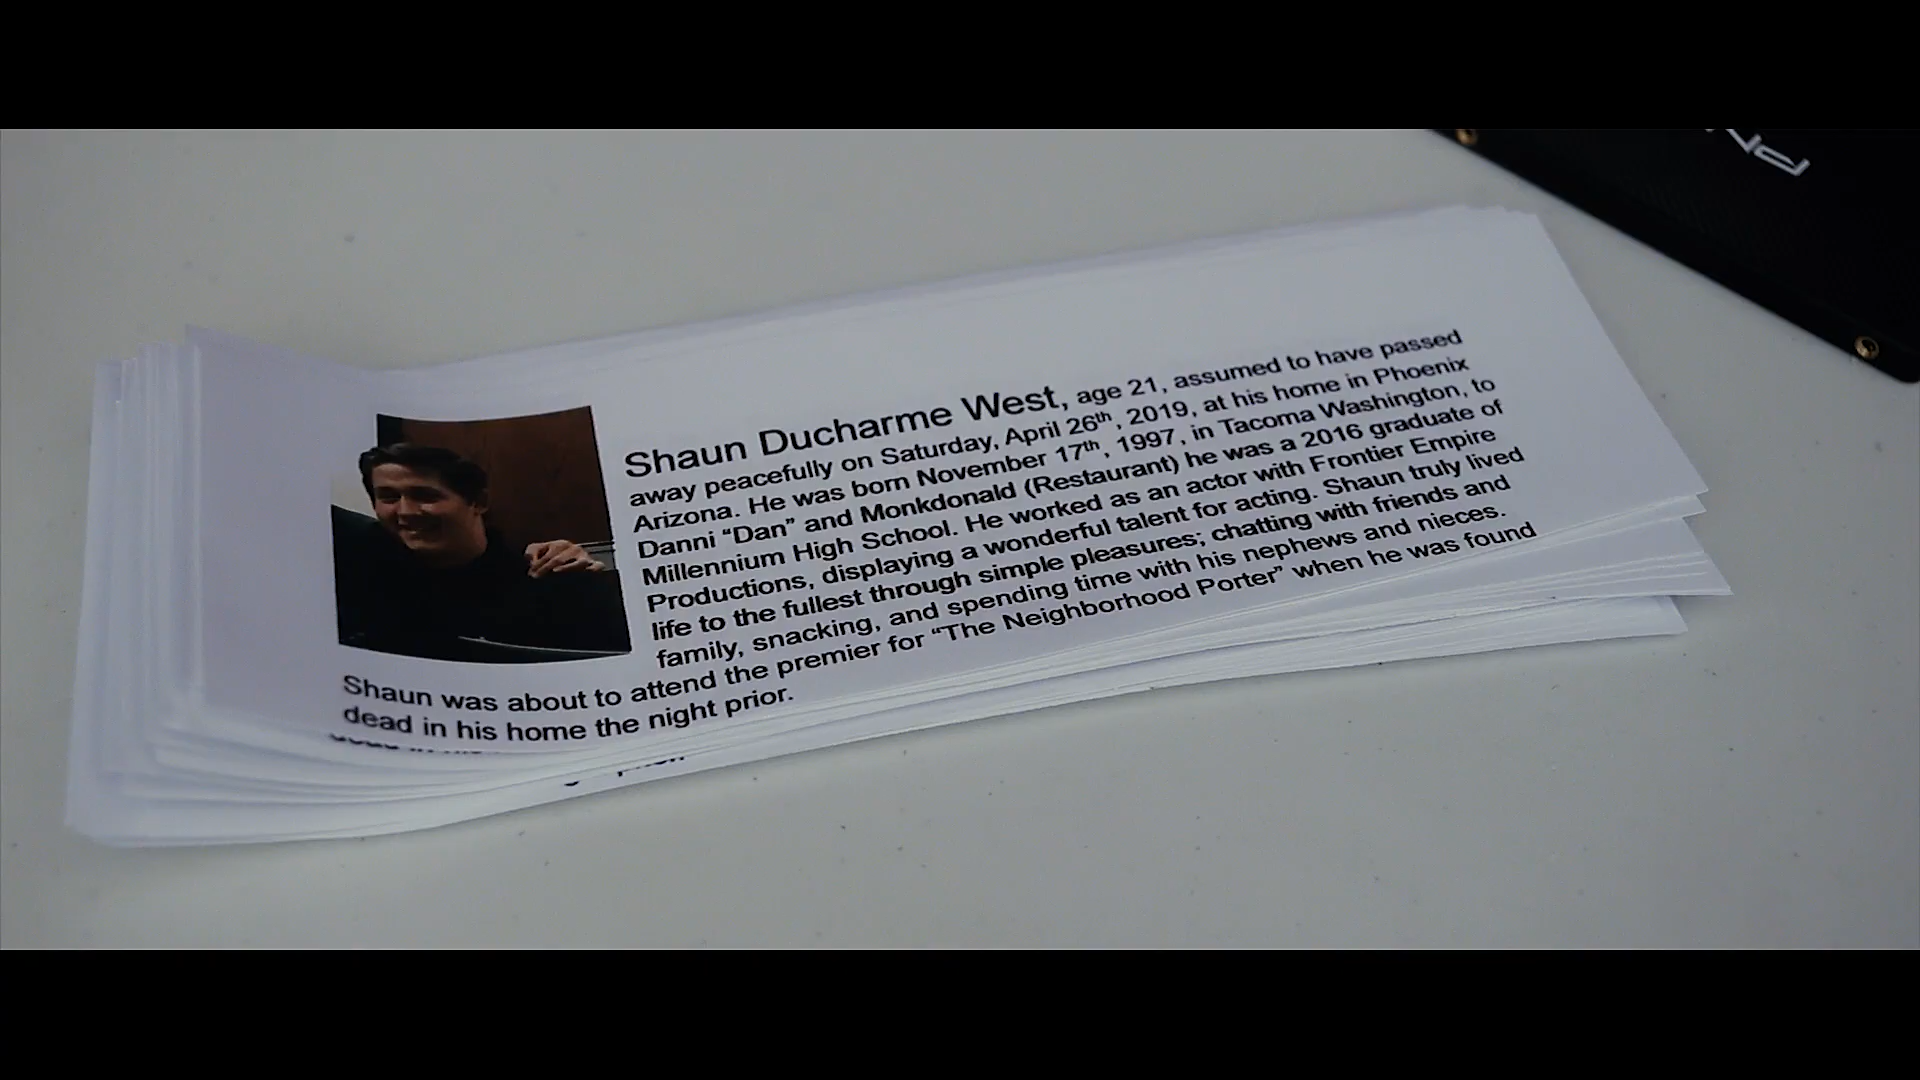 Shaun Ducharme West, age 21, assumed to have passed
away peacefully on Saturday, April 26th, 2019, at his home in Phoenix
Arizona. He was born November 17th, 1997, in Tacoma Washington, to
Danni “Dan” and Monkdonald (Restaurant) he was a 2016 graduate of
Millennium High School. He worked as an actor with Frontier Empire
Productions, displaying a wonderful talent for acting. Shaun truly lived
life to the fullest through simple pleasures; chatting with friends and
family, snacking, and spending time with his nephews and nieces.
Shaun was about to attend the premier for “The Neighborhood Porter” when he was found
dead in his home the night prior.